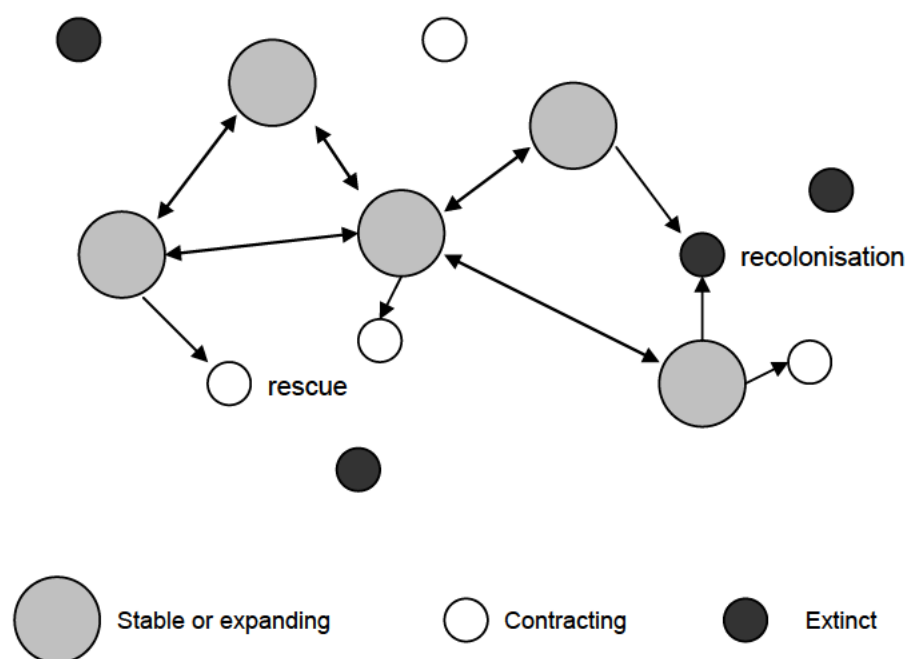 recolonisation
rescue
Stable or expanding
Contracting
Extinct